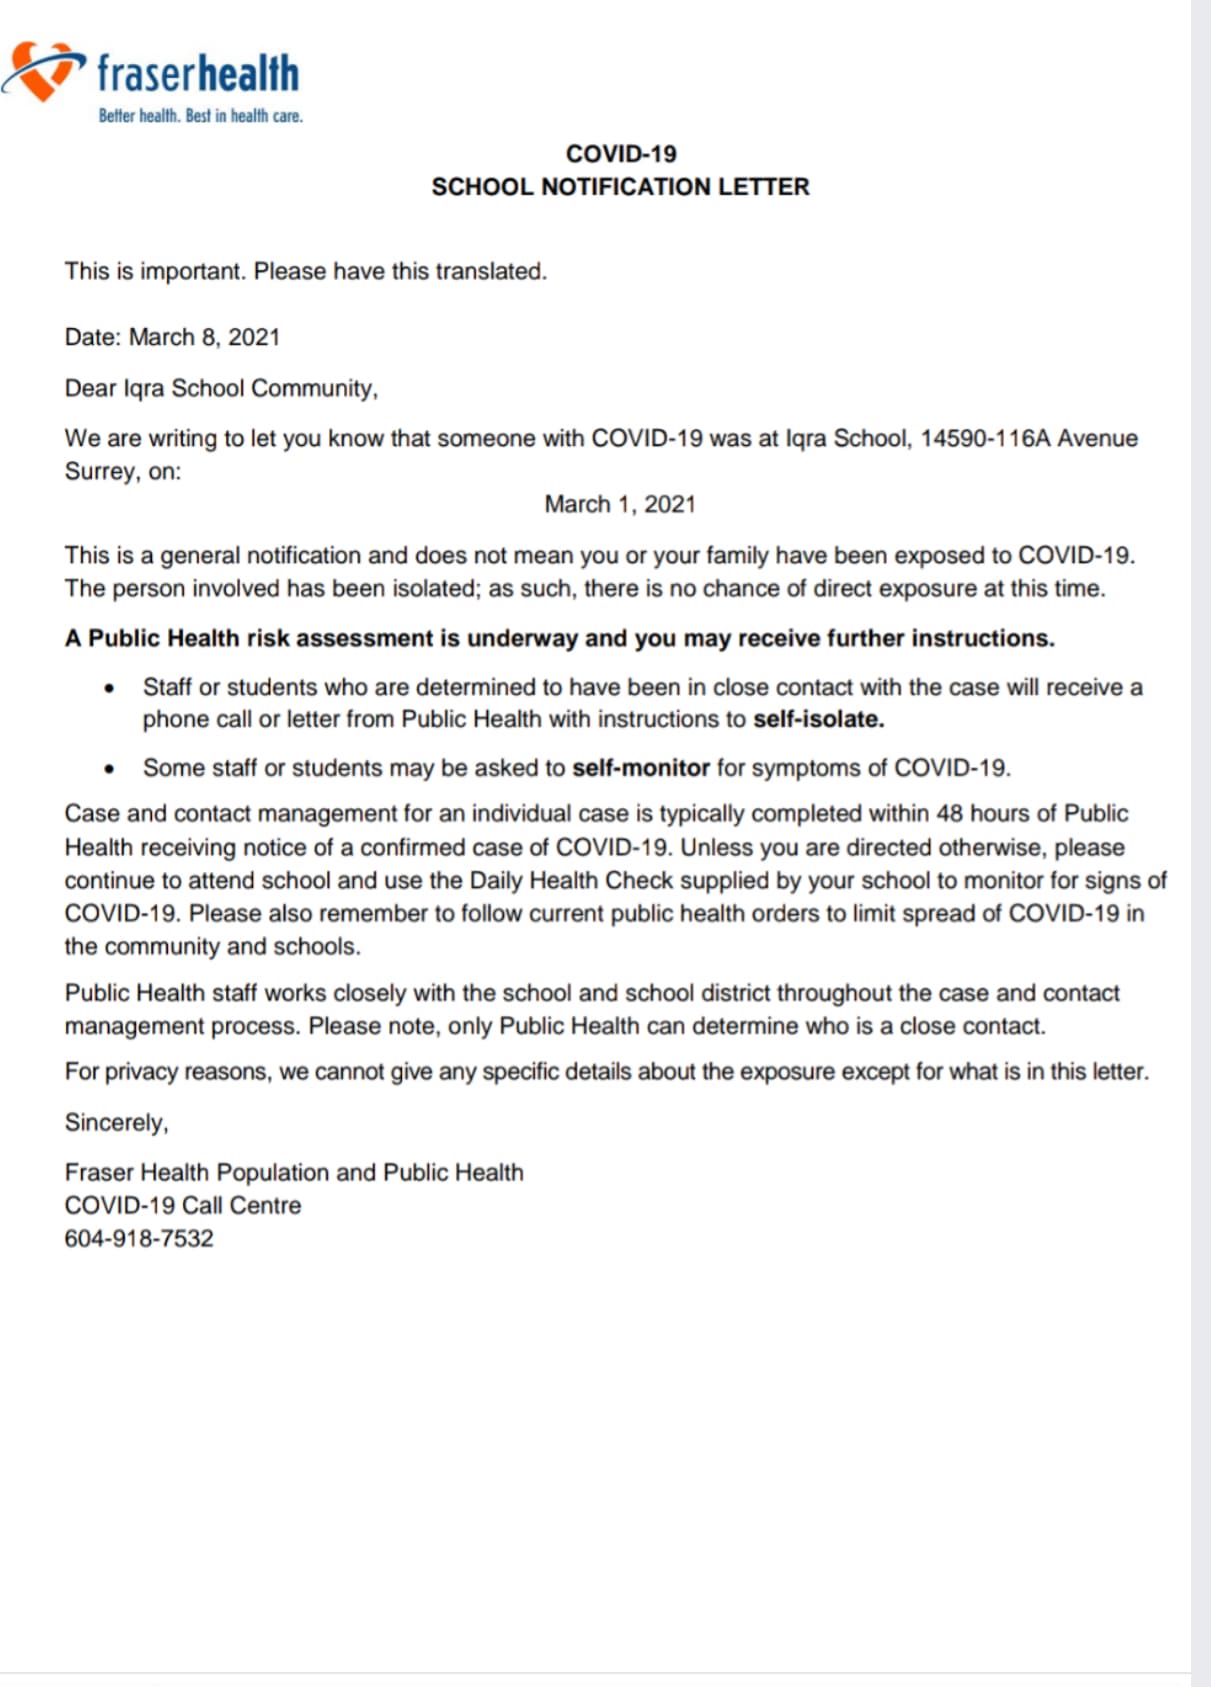 fraserhealth
Better health. Best in health care.
COVID-19
SCHOOL NOTIFICATION LETTER
This is important. Please have this translated.
Date: March 8, 2021
Dear Iqra School Community,
We are writing to let you know that someone with COVID-19 was at Iqra School, 14590-116A Avenue
Surrey, on:
March 1, 2021
This is a general notification and does not mean you or your family have been exposed to COVID-19.
The person involved has been isolated; as such, there is no chance of direct exposure at this time.
A Public Health risk assessment is underway and you may receive further instructions.
• Staff or students who are determined to have been in close contact with the case will receive a
phone call or letter from Public Health with instructions to self-isolate.
• Some staff or students may be asked to self-monitor for symptoms of COVID-19.
Case and contact management for an individual case is typically completed within 48 hours of Public
Health receiving notice of a confirmed case of COVID-19. Unless you are directed otherwise, please
continue to attend school and use the Daily Health Check supplied by your school to monitor for signs of
COVID-19. Please also remember to follow current public health orders to limit spread of COVID-19 in
the community and schools.
Public Health staff works closely with the school and school district throughout the case and contact
management process. Please note, only Public Health can determine who is a close contact.
For privacy reasons, we cannot give any specific details about the exposure except for what is in this letter.
Sincerely,
Fraser Health Population and Public Health
COVID-19 Call Centre
604-918-7532